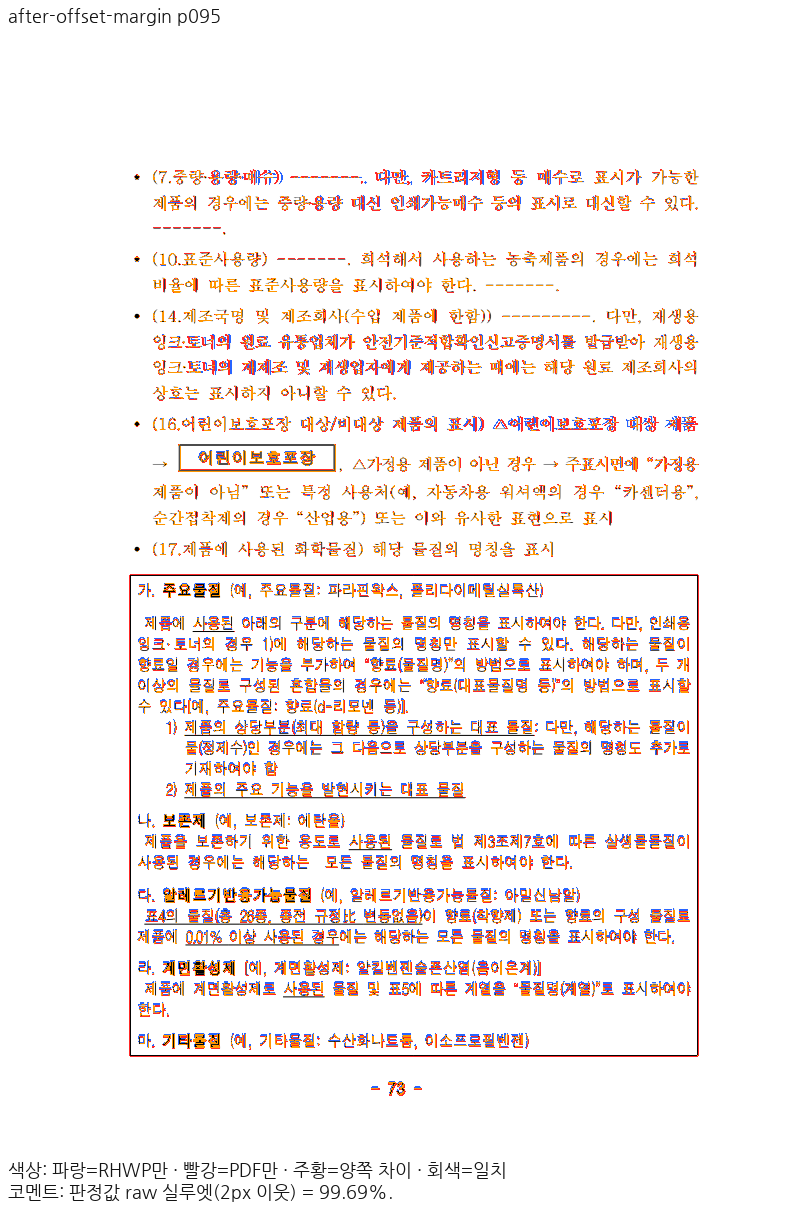 after-offset-margin p095
• (7.중량·용량·매수)) -------.. 다만, 카트리지형 등 매수로 표시가 가능한
제품의 경우에는 중량·용량 대신 인쇄가능매수 등의 표시로 대신할 수 있다.
-------.
• (10.표준사용량) -------. 희석해서 사용하는 농축제품의 경우에는 희석
비율에 따른 표준사용량을 표시하여야 한다. -------.
• (14.제조국명 및 제조회사(수입 제품에 한함)) ---------. 다만, 재생용
잉크·토너의 원료 유통업체가 안전기준적합확인신고증명서를 발급받아 재생용
잉크·토너의 제제조 및 재생업자에게 제공하는 때에는 해당 원료 제조회사의
상호는 표시하지 아니할 수 있다.
• (16.어린이보호포장 대상/비대상 제품의 표시) △어린이보호포장 대상 제품
→ 어린이보호포장 , △가정용 제품이 아닌 경우 → 주표시면에 “가정용
제품이 아님” 또는 특정 사용처(예, 자동차용 워셔액의 경우 “카센터용”,
순간접착제의 경우 “산업용”) 또는 이와 유사한 표현으로 표시
• (17.제품에 사용된 화학물질) 해당 물질의 명칭을 표시
가. 주요물질 (예, 주요물질: 파라핀왁스, 폴리다이메틸실록산)
제품에 사용된 아래의 구분에 해당하는 물질의 명칭을 표시하여야 한다. 다만, 인쇄용
잉크·토너의 경우 1)에 해당하는 물질의 명칭만 표시할 수 있다. 해당하는 물질이
향료일 경우에는 기능을 부가하여 “향료(물질명)”의 방법으로 표시하여야 하며, 두 개
이상의 물질로 구성된 혼합물의 경우에는 “향료(대표물질명 등)”의 방법으로 표시할
수 있다[예, 주요물질: 향료(d-리모넨 등)].
1) 제품의 상당부분(최대 함량 등)을 구성하는 대표 물질: 다만, 해당하는 물질이
물(정제수)인 경우에는 그 다음으로 상당부분을 구성하는 물질의 명칭도 추가로
기재하여야 함
2) 제품의 주요 기능을 발현시키는 대표 물질
나. 보존제 (예, 보존제: 에탄올)
제품을 보존하기 위한 용도로 사용된 물질로 법 제3조제7호에 따른 살생물물질이
사용된 경우에는 해당하는 모든 물질의 명칭을 표시하여야 한다.
다. 알레르기반응가능물질 (예, 알레르기반응가능물질: 아밀신남알)
표4의 물질(총 26종, 종전 규정比 변동없음)이 향료(착향제) 또는 향료의 구성 물질로
제품에 0.01% 이상 사용된 경우에는 해당하는 모든 물질의 명칭을 표시하여야 한다.
라. 계면활성제 [예, 계면활성제: 알킬벤젠술폰산염(음이온계)]
제품에 계면활성제로 사용된 물질 및 표5에 따른 계열을 “물질명(계열)”로 표시하여야
한다.
마. 기타물질 (예, 기타물질: 수산화나트륨, 이소프로필벤젠)
- 73 -
색상: 파랑=RHWP만 · 빨강=PDF만 · 주황=양쪽 차이 · 회색=일치
코멘트: 판정값 raw 실루엣(2px 이웃) = 99.69%.